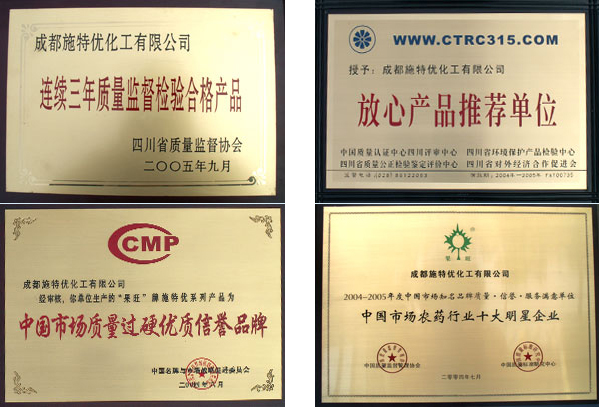 成都施特优化工有限公司
连续三年质量监督检验合格产品
四川省质量监督协会
二〇〇五年九月
WWW.CTRC315.COM
授予：成都施特优化工有限公司
放心产品推荐单位
中国质量认证中心四川评审中心 四川省环境保护产品检验中心
四川省质量公正检验鉴定评价中心 四川省对外经济合作促进会
CMP
成都施特优化工有限公司
经审核，你单位生产的“果旺”牌施特优系列产品为
中国市场质量过硬优质信誉品牌
成都施特优化工有限公司
2004-2005年度中国市场知名品牌质量·信誉·服务满意单位
中国市场农药行业十大明星企业
二零零四年七月